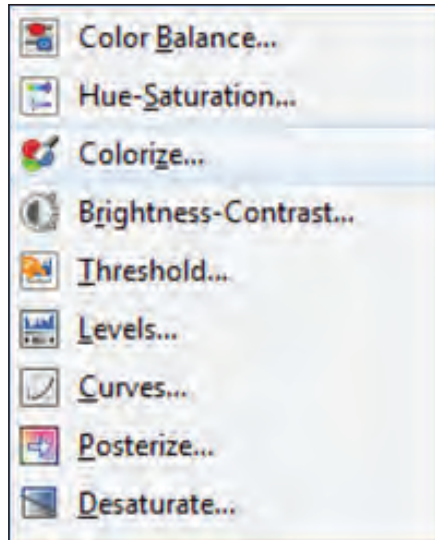 Color Balance...
Hue-Saturation...
Colorize...
Brightness-Contrast...
Threshold...
Levels...
Curves...
Posterize...
Desaturate...